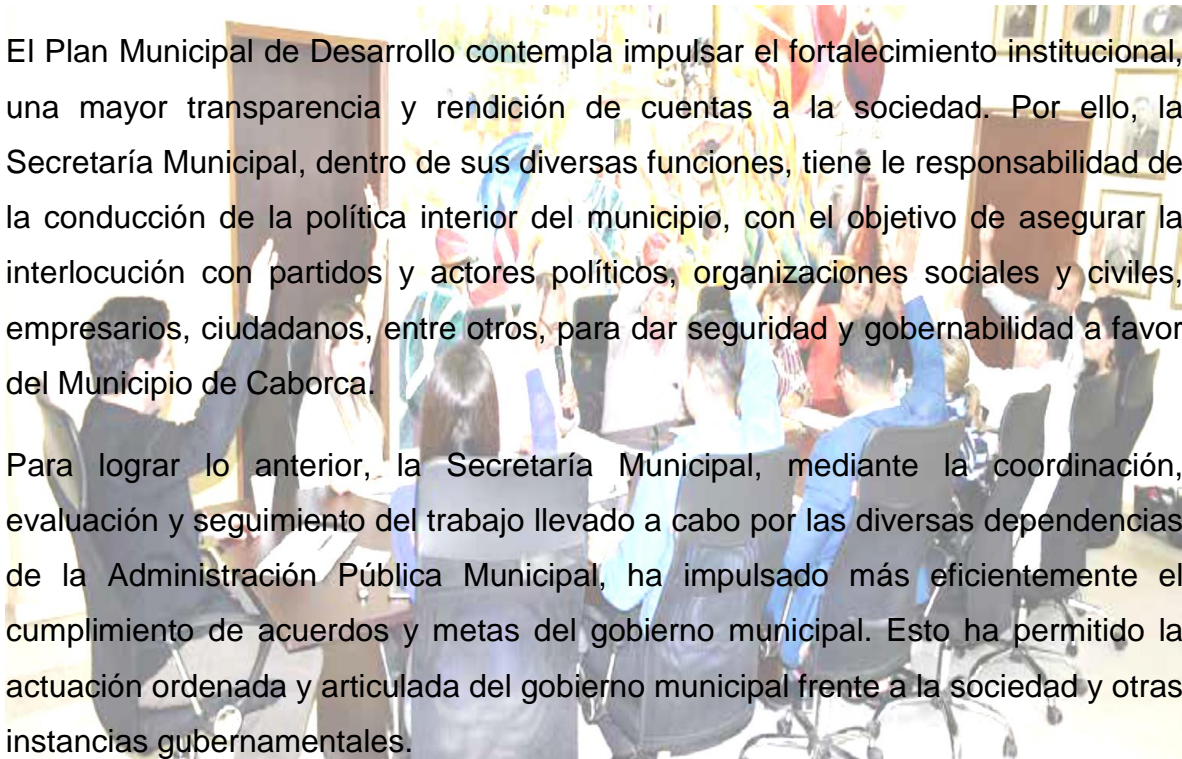 El Plan Municipal de Desarrollo contempla impulsar el fortalecimiento institucional,
una mayor transparencia y rendición de cuentas a la sociedad. Por ello, la
Secretaría Municipal, dentro de sus diversas funciones, tiene le responsabilidad de
la conducción de la política interior del municipio, con el objetivo de asegurar la
interlocución con partidos y actores políticos, organizaciones sociales y civiles,
empresarios, ciudadanos, entre otros, para dar seguridad y gobernabilidad a favor
del Municipio de Caborca.
Para lograr lo anterior, la Secretaría Municipal, mediante la coordinación,
evaluación y seguimiento del trabajo llevado a cabo por las diversas dependencias
de la Administración Pública Municipal, ha impulsado más eficientemente el
cumplimiento de acuerdos y metas del gobierno municipal. Esto ha permitido la
actuación ordenada y articulada del gobierno municipal frente a la sociedad y otras
instancias gubernamentales.